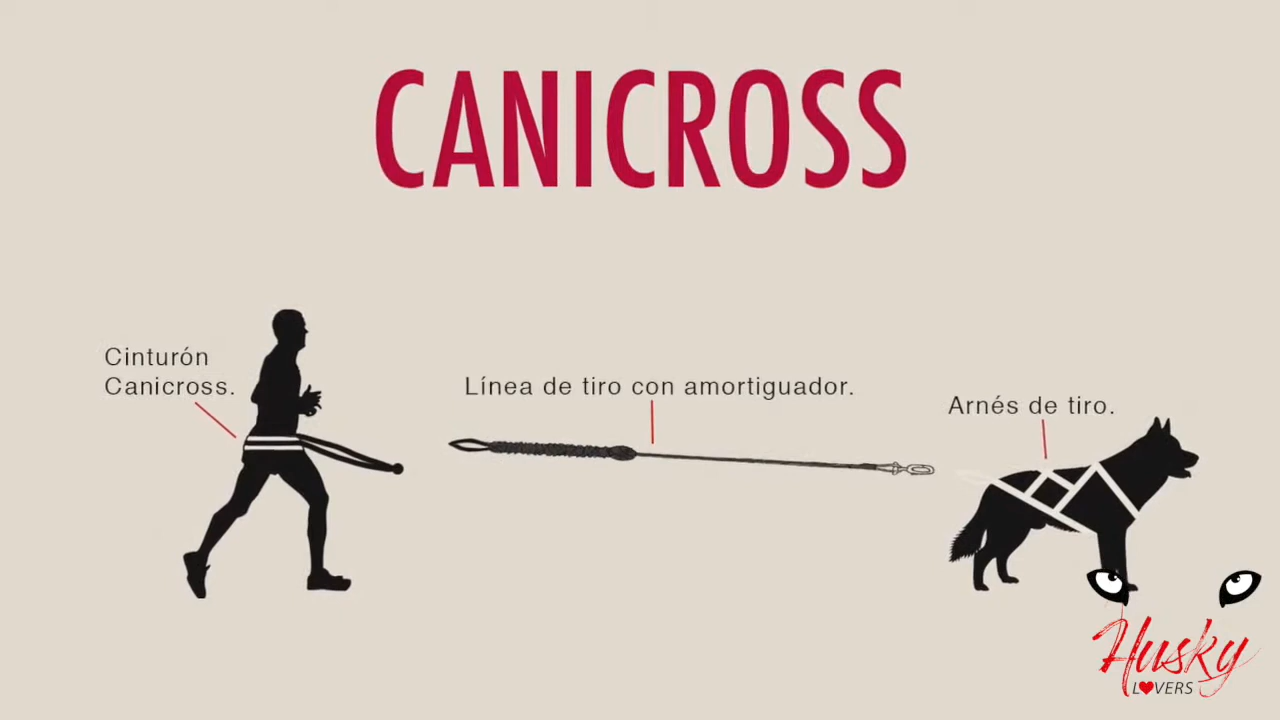 CANICROSS
Cinturón
Canicross.
Línea de tiro con amortiguador.
Arnés de tiro.
Husky
LOVERS